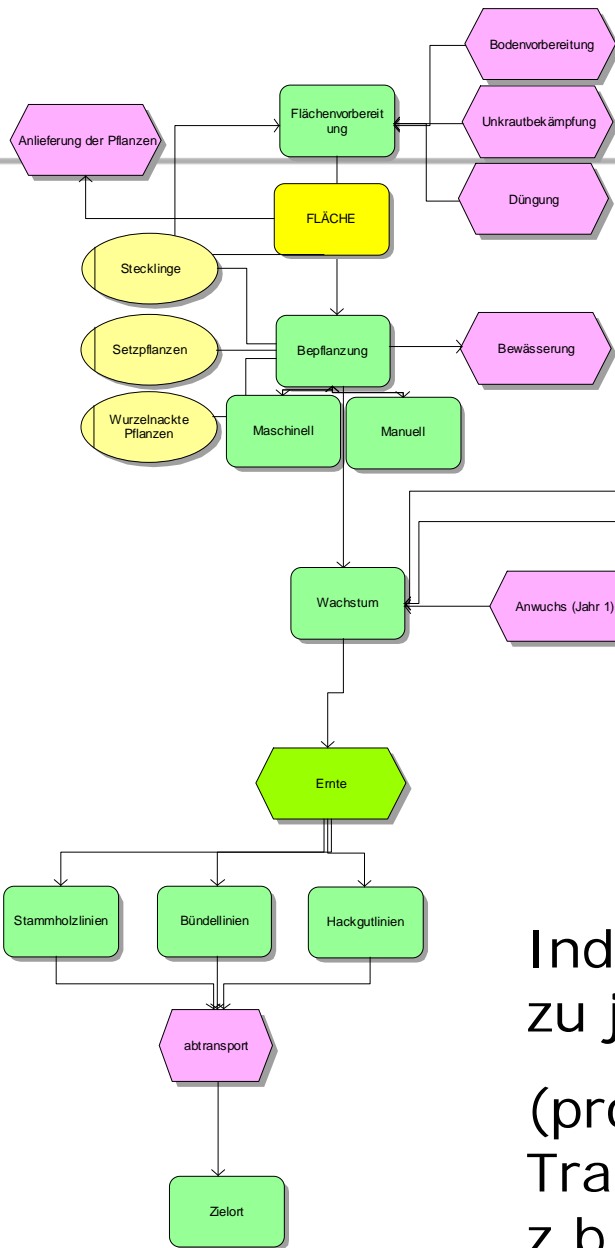 Bodenvorbereitung
Flächenvorbereit
ung
Anlieferung der Pflanzen
Unkrautbekämpfung
Düngung
FLÄCHE
Stecklinge
Setzpflanzen
Bepflanzung
Bewässerung
Wurzelnackte
Pflanzen
Maschinell
Manuell
Wachstum
Anwuchs (Jahr 1)
Ernte
Stammholzlinien
Bündellinien
Hackgutlinien
Ind
zu j
(pro
abtransport
Tra
z.b
Zielort